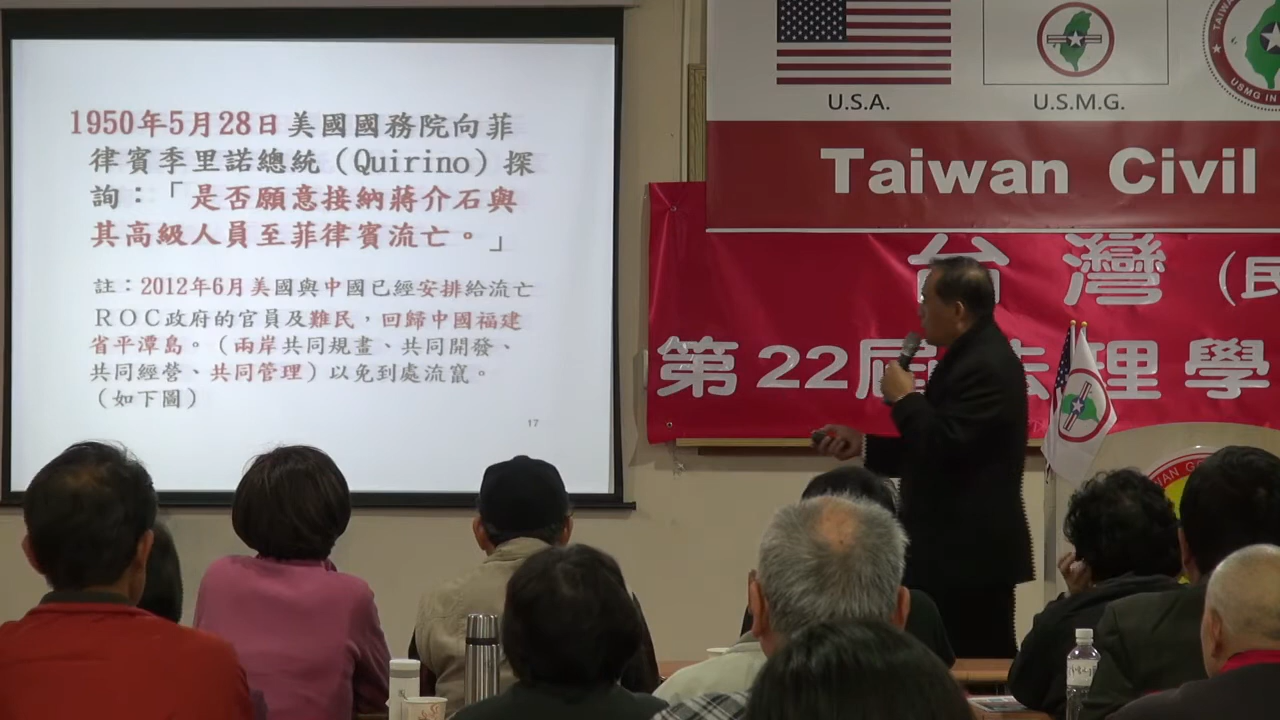 1950年5月28日美國國務院向菲
律賓季里諾總統（Quirino）探
詢：「是否願意接納蔣介石與
其高級人員至菲律賓流亡。」
註：2012年6月美國與中國已經安排給流亡
ＲＯＣ政府的官員及難民，回歸中國福建
省平潭島。（兩岸共同規畫、共同開發、
共同經營、共同管理）以免到處流竄。
（如下圖）
17
U.S.A.
U.S.M.G.
Taiwan Civil
台灣（民
第22屆法理學